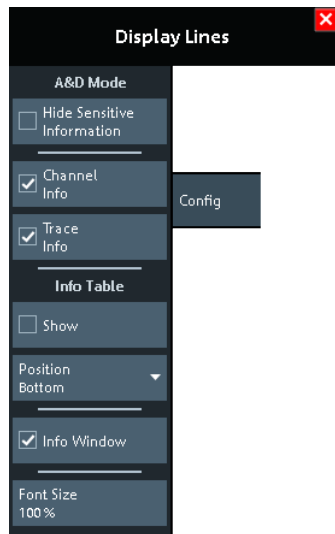 Display Lines
A&D Mode
Hide Sensitive
Information
Channel
Info
Trace
Info
Config
Info Table
Show
Position
Bottom
Info Window
Font Size
100 %